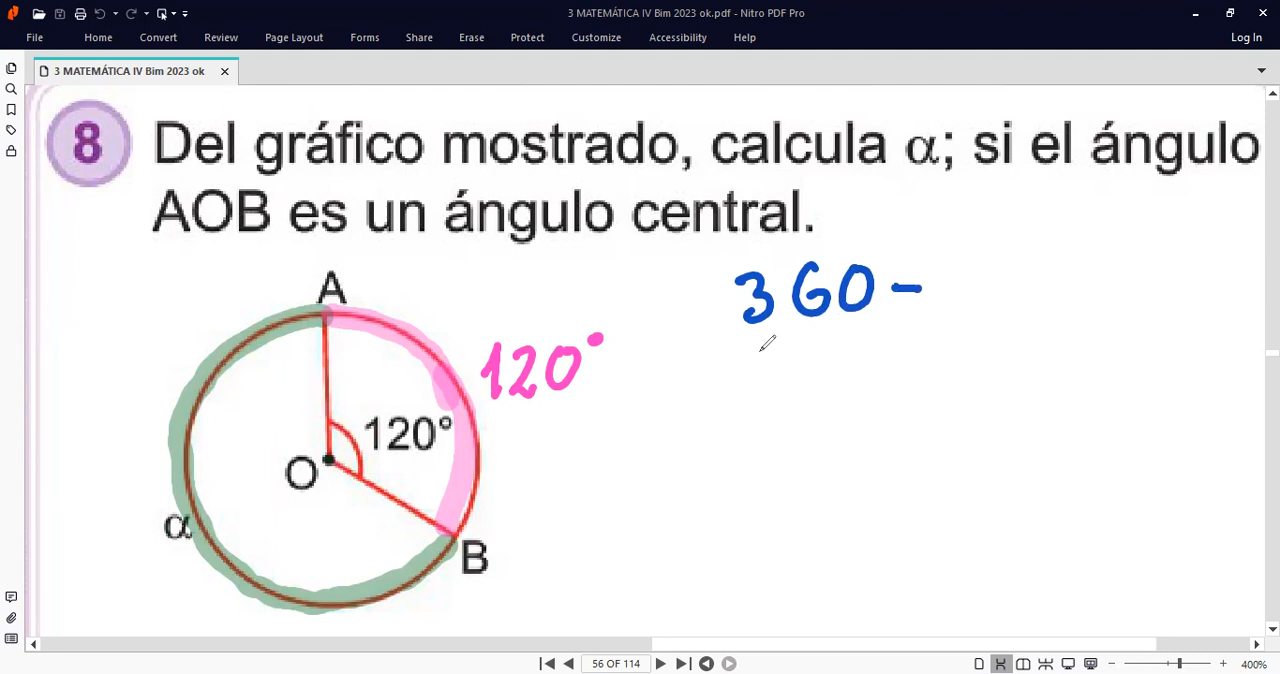 3 MATEMÁTICA IV Bim 2023 ok.pdf - Nitro PDF Pro
File Home Convert Review Page Layout Forms Share Erase Protect Customize Accessibility Help Log In
3 MATEMÁTICA IV Bim 2023 ok
8 Del gráfico mostrado, calcula α; si el ángulo
AOB es un ángulo central.
360-
A
120°
120°
O
α
B
56 OF 114
400%